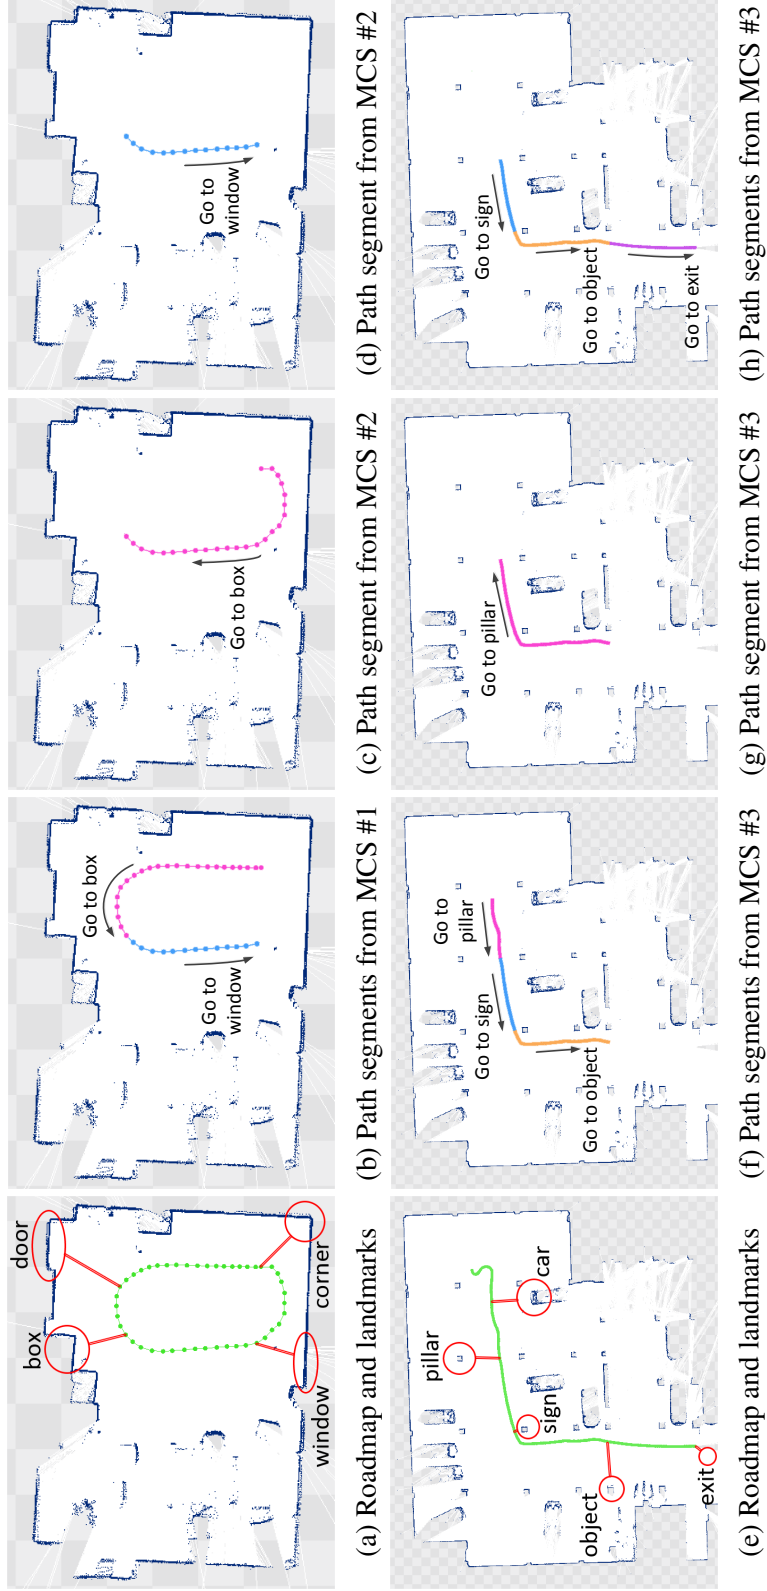 door
box
corner
window
(a) Roadmap and landmarks
Go to box
Go to
window
(b) Path segments from MCS #1
Go to box
(c) Path segment from MCS #2
Go to
window
(d) Path segment from MCS #2
pillar
car
sign
object
exit
(e) Roadmap and landmarks
Go to
pillar
Go to sign
Go to object
(f) Path segments from MCS #3
Go to pillar
(g) Path segment from MCS #3
Go to sign
Go to object
Go to exit
(h) Path segments from MCS #3